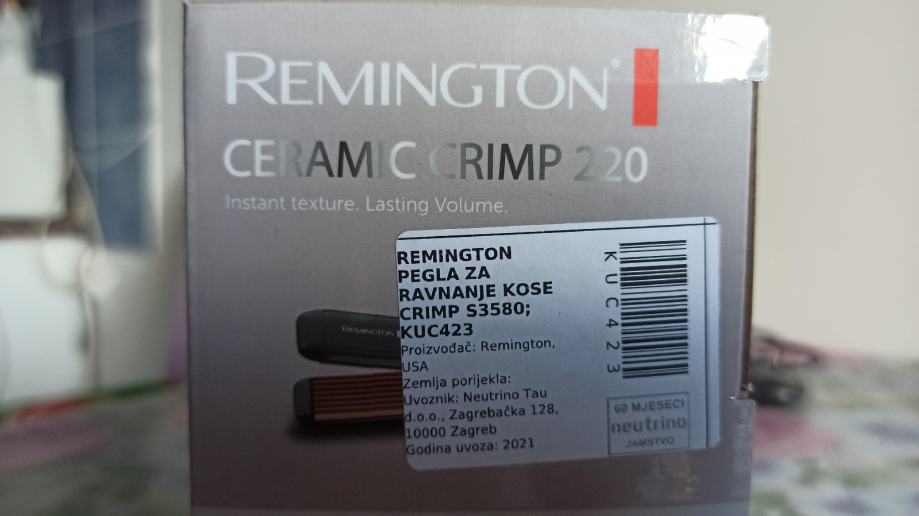 REMINGTON®
CERAMIC CRIMP 220
Instant texture. Lasting Volume.
REMINGTON
REMINGTON
PEGLA ZA
RAVNANJE KOSE
CRIMP S3580;
KUC423
Proizvođač: Remington,
USA
Zemlja porijekla:
Uvoznik: Neutrino Tau
d.o.o., Zagrebačka 128,
10000 Zagreb
Godina uvoza: 2021
KUC423
60 MJESECI
neutrino
JAMSTVO